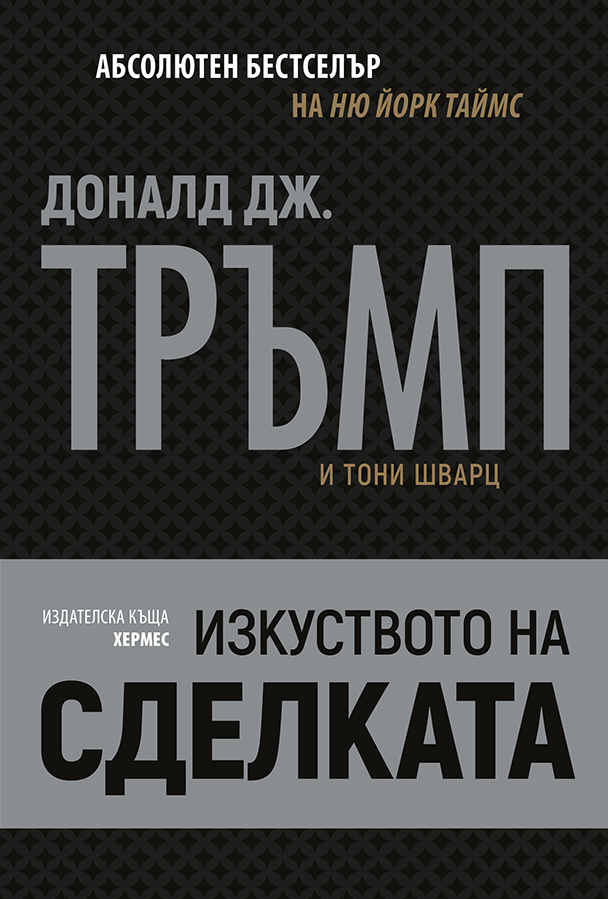 АБСОЛЮТЕН БЕСТСЕЛЪР
НА НЮ ЙОРК ТАЙМС
ДОНАЛД ДЖ.
ТРЪМП
И ТОНИ ШВАРЦ
ИЗДАТЕЛСКА КЪЩА
ХЕРМЕС
ИЗКУСТВОТО НА
СДЕЛКАТА